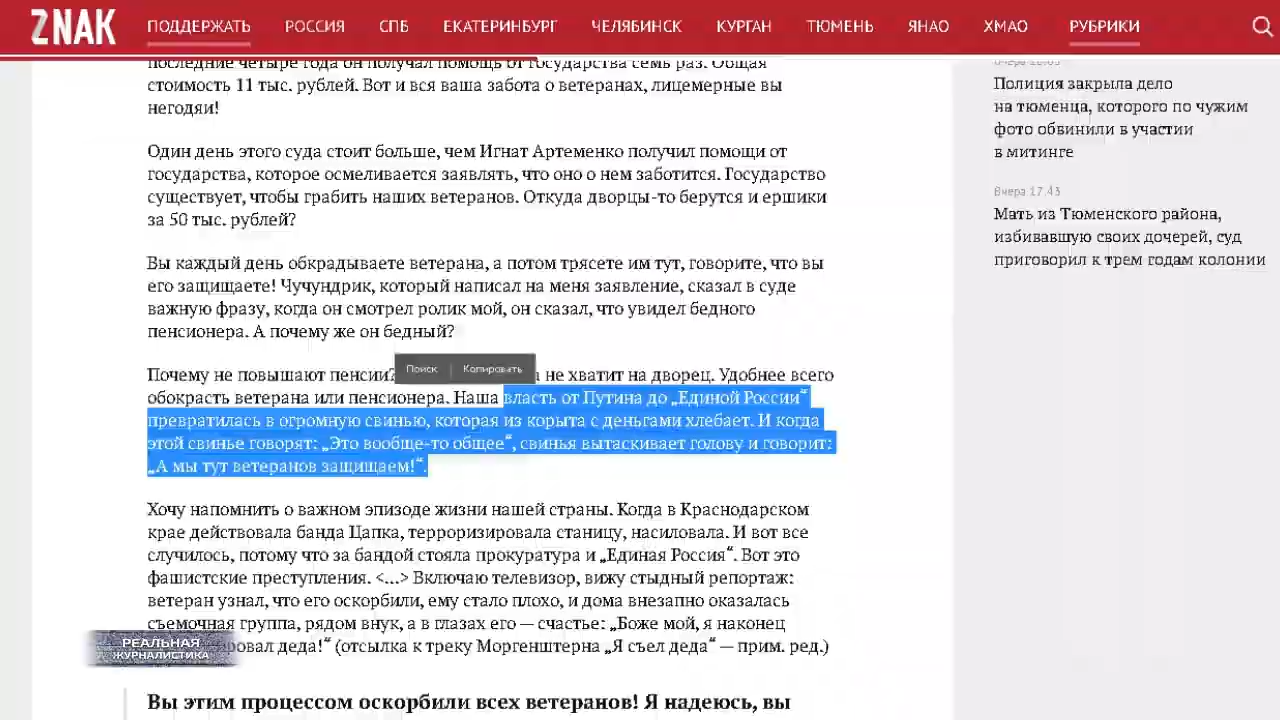 ZNAK ПОДДЕРЖАТЬ РОССИЯ СПБ ЕКАТЕРИНБУРГ ЧЕЛЯБИНСК КУРГАН ТЮМЕНЬ ЯНАО ХМАО РУБРИКИ
последние четыре года он получал помощь от государства семь раз. Общая
стоимость 11 тыс. рублей. Вот и вся ваша забота о ветеранах, лицемерные вы
негодяи!
Один день этого суда стоит больше, чем Игнат Артеменко получил помощи от
государства, которое осмеливается заявлять, что оно о нем заботится. Государство
существует, чтобы грабить наших ветеранов. Откуда дворцы-то берутся и ершики
за 50 тыс. рублей?
Вы каждый день обкрадываете ветерана, а потом трясете им тут, говорите, что вы
его защищаете! Чучундрик, который написал на меня заявление, сказал в суде
важную фразу, когда он смотрел ролик мой, он сказал, что увидел бедного
пенсионера. А почему же он бедный?
Поиск Копировать
Почему не повышают пенсии? не хватит на дворец. Удобнее всего
обокрасть ветерана или пенсионера. Наша власть от Путина до „Единой России“
превратилась в огромную свинью, которая из корыта с деньгами хлебает. И когда
этой свинье говорят: „Это вообще-то общее“, свинья вытаскивает голову и говорит:
„А мы тут ветеранов защищаем!“.
Хочу напомнить о важном эпизоде жизни нашей страны. Когда в Краснодарском
крае действовала банда Цапка, терроризировала станицу, насиловала. И вот все
случилось, потому что за бандой стояла прокуратура и „Единая Россия“. Вот это
фашистские преступления. <...> Включаю телевизор, вижу стыдный репортаж:
ветеран узнал, что его оскорбили, ему стало плохо, и дома внезапно оказалась
съемочная группа, рядом внук, а в глазах его — счастье: „Боже мой, я наконец
овал деда!“ (отсылка к треку Моргенштерна „Я съел деда“ — прим. ред.)
РЕАЛЬНАЯ
ЖУРНАЛИСТИКА
Вы этим процессом оскорбили всех ветеранов! Я надеюсь, вы
Полиция закрыла дело
на тюменца, которого по чужим
фото обвинили в участии
в митинге
Вчера 17.43
Мать из Тюменского района,
избивавшую своих дочерей, суд
приговорил к трем годам колонии